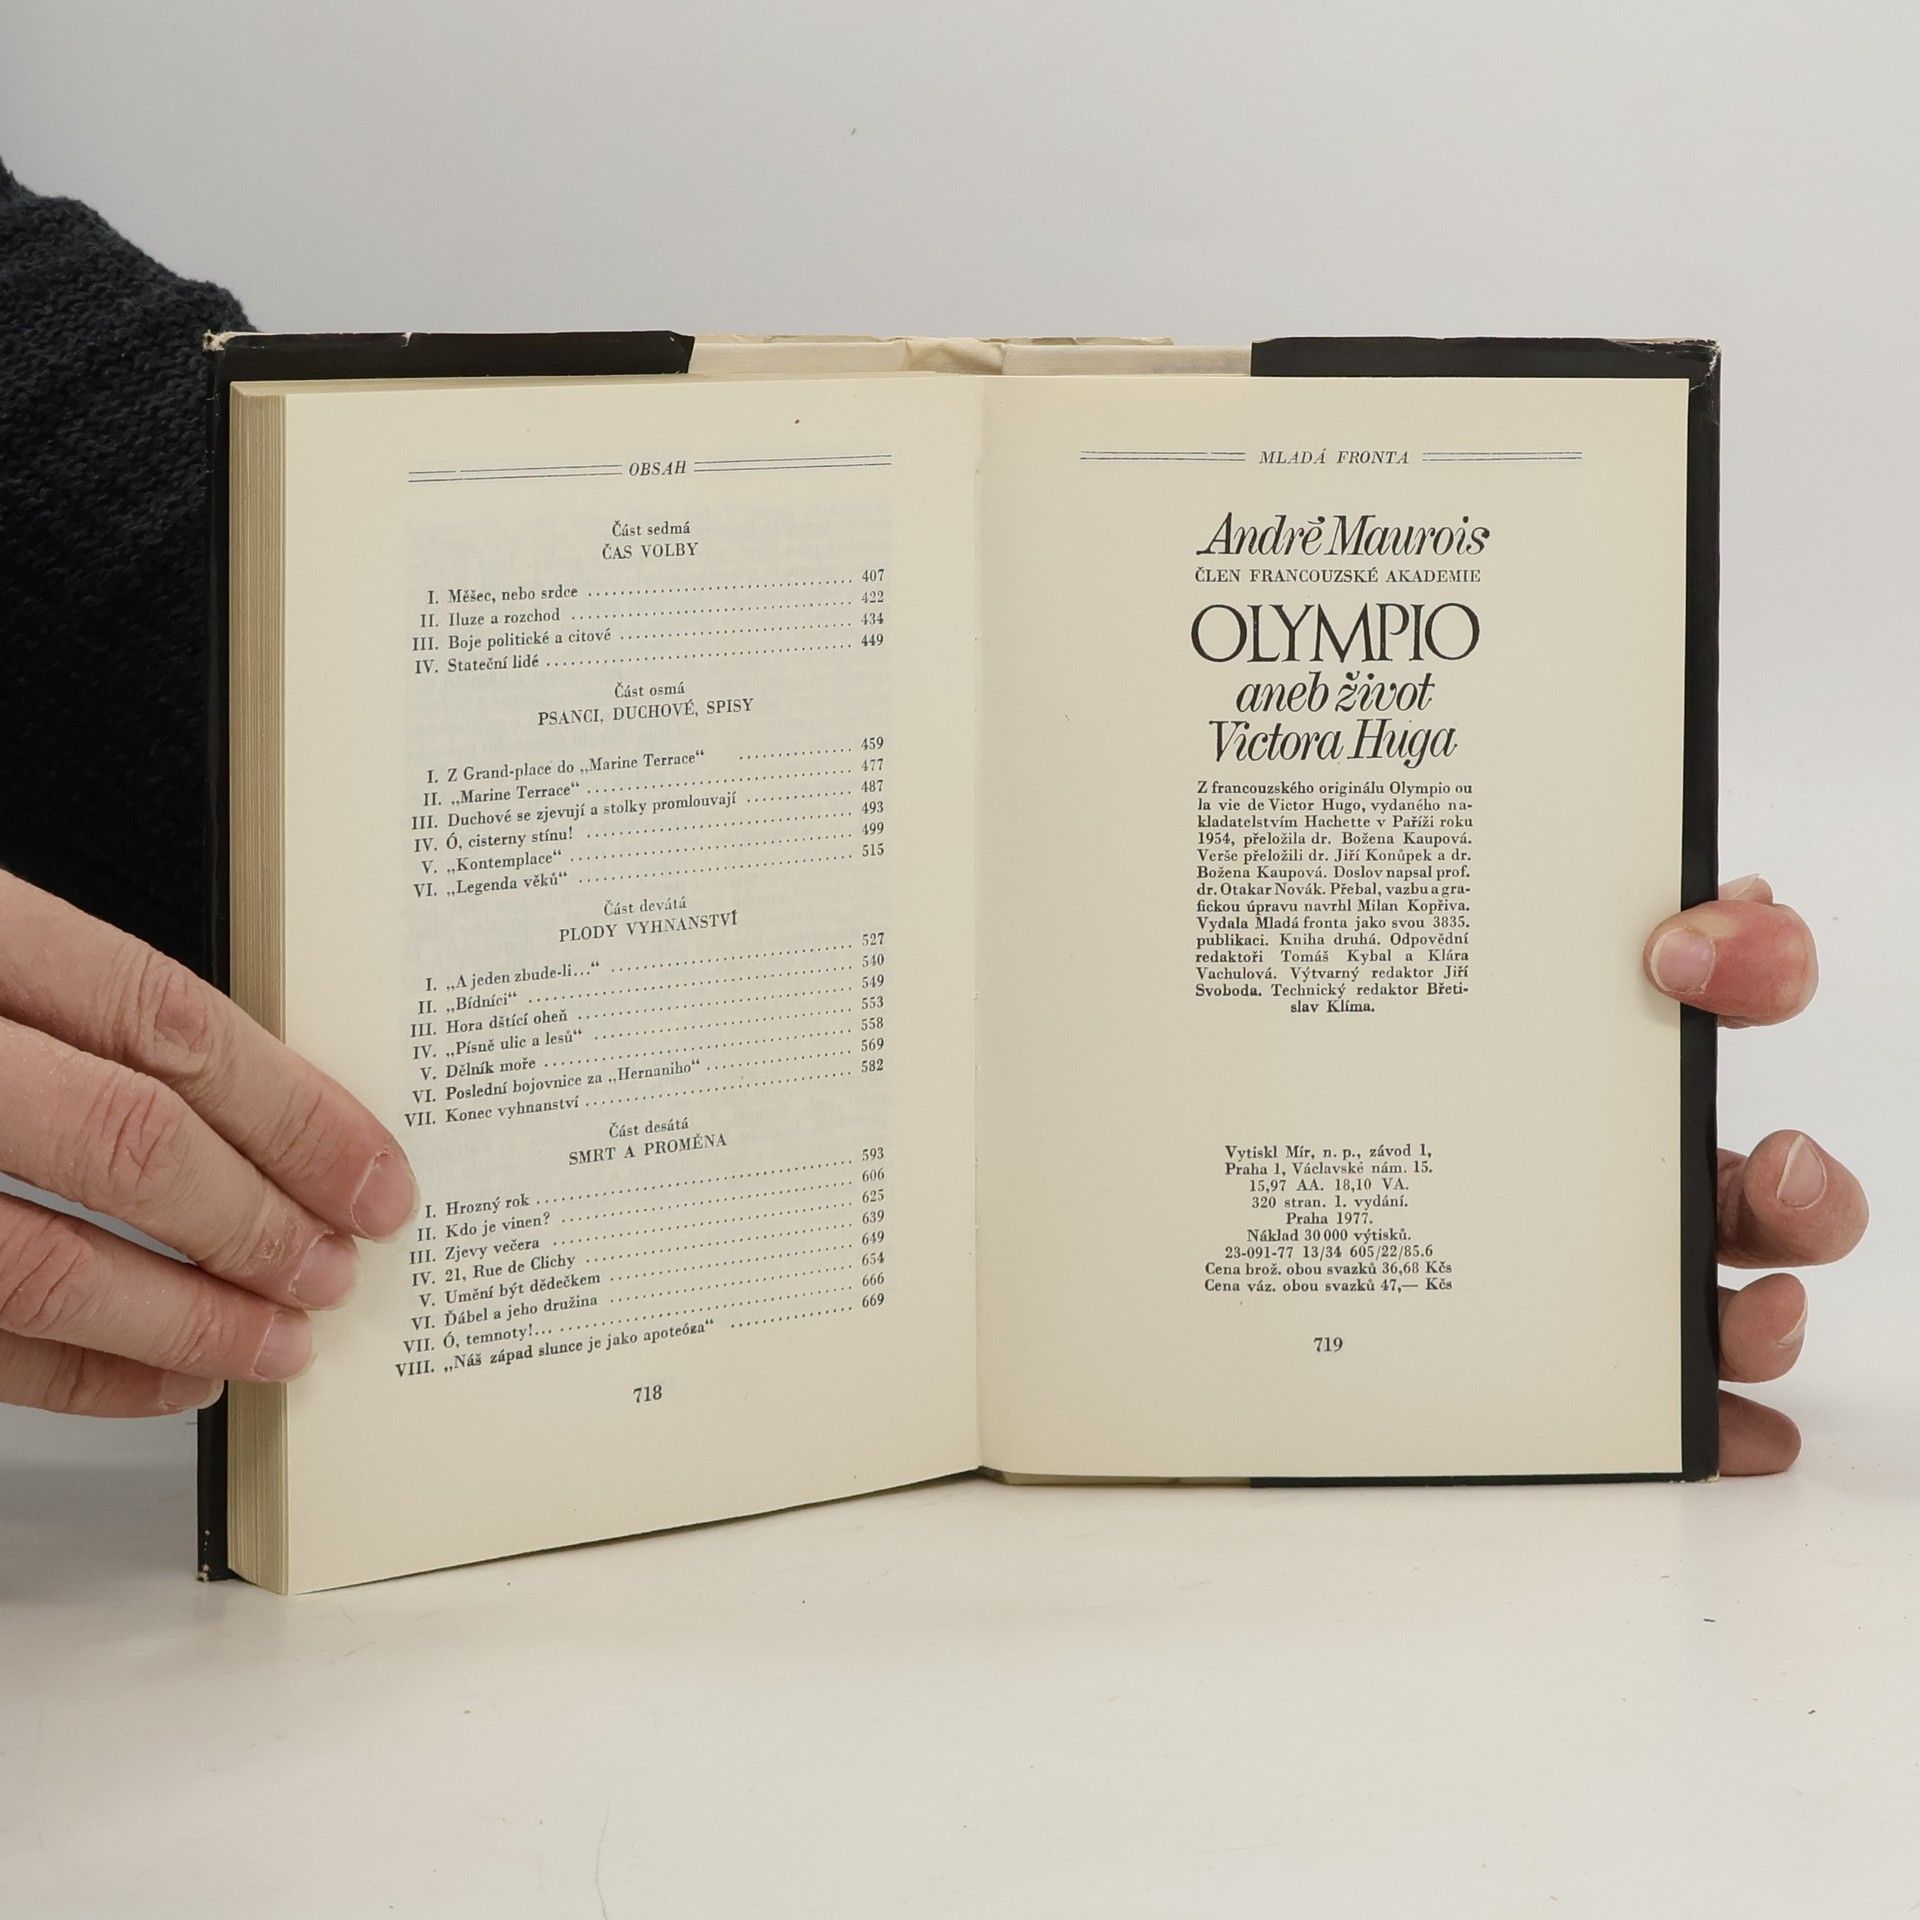 OBSAH
Část sedmá
ČAS VOLBY
I. Měšec, nebo srdce 407
II. Iluze a rozchod 422
III. Boje politické a citové 434
IV. Stateční lidé 449
Část osmá
PSANCI, DUCHOVÉ, SPISY
I. Z Grand-place do „Marine Terrace“ 459
II. „Marine Terrace“ 477
III. Duchové se zjevují a stolky promlouvají 487
IV. Ó, cisterny stínu! 493
V. „Kontemplace“ 499
VI. „Legenda věků“ 515
Část devátá
PLODY VYHNANSTVÍ
I. „A jeden zbude-li...“ 527
II. „Bídníci“ 540
III. Hora dštící oheň 549
IV. „Písně ulic a lesů“ 553
V. Dělník moře 558
VI. Poslední bojovnice za „Hernaniho“ 569
VII. Konec vyhnanství 582
Část desátá
SMRT A PROMĚNA
I. Hrozný rok 593
II. Kdo je vinen? 606
III. Zjevy večera 625
IV. 21, Rue de Clichy 639
V. Umění být dědečkem 649
VI. Ďábel a jeho družina 654
VII. Ó, temnoty!... 666
VIII. „Náš západ slunce je jako apoteóza“ 669
718
MLADÁ FRONTA
André Maurois
ČLEN FRANCOUZSKÉ AKADEMIE
OLYMPIO
aneb život
Victora Huga
Z francouzského originálu Olympio ou
la vie de Victor Hugo, vydaného na-
kladatelstvím Hachette v Paříži roku
1954, přeložila dr. Božena Kaupová.
Verše přeložili dr. Jiří Konůpek a dr.
Božena Kaupová. Doslov napsal prof.
dr. Otakar Novák. Přebal, vazbu a gra-
fickou úpravu navrhl Milan Kopřiva.
Vydala Mladá fronta jako svou 3835.
publikaci. Kniha druhá. Odpovědní
redaktoři Tomáš Kybal a Klára
Vachulová. Výtvarný redaktor Jiří
Svoboda. Technický redaktor Břeti-
slav Klíma.
Vytiskl Mír, n. p., závod 1,
Praha 1, Václavské nám. 15.
15,97 AA. 18,10 VA.
320 stran. 1. vydání.
Praha 1977.
Náklad 30 000 výtisků.
23-091-77 13/34 605/22/85.6
Cena brož. obou svazků 36,68 Kčs
Cena váz. obou svazků 47,— Kčs
719